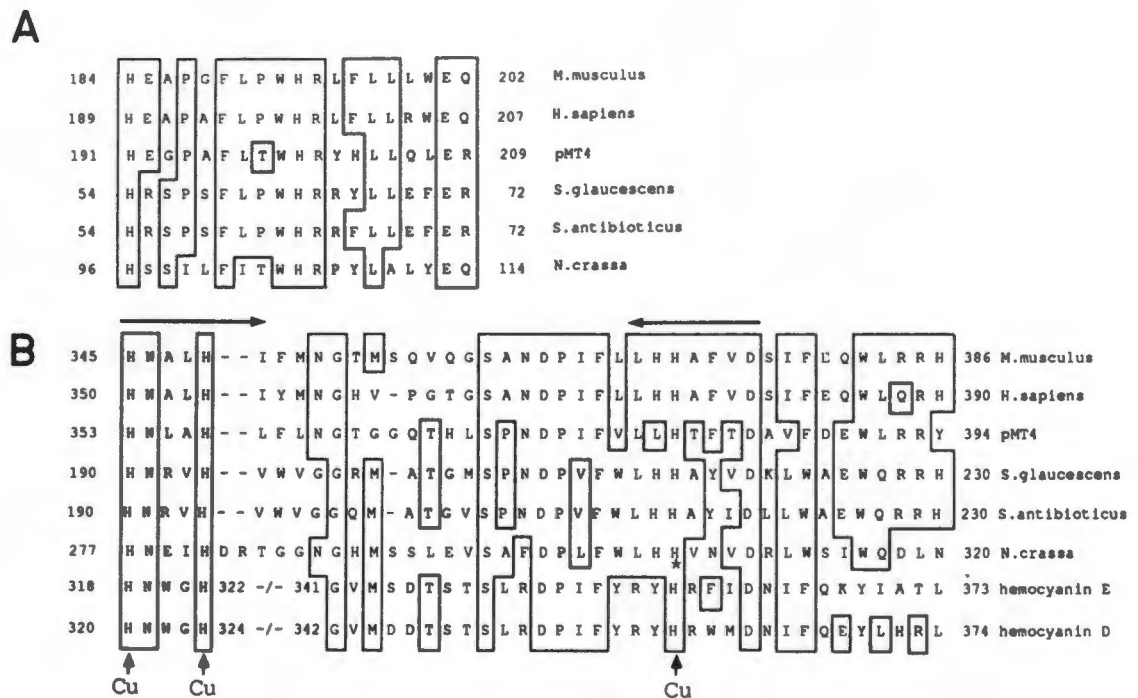 A
184 H E A P G F L P W H R L F L L L W E Q 202 M.musculus
189 H E A P A F L P W H R L F L L R W E Q 207 H.sapiens
191 H E G P A F L T W H R Y H L L Q L E R 209 pMT4
54 H R S P S F L P W H R R Y L L E F E R 72 S.glaucescens
54 H R S P S F L P W H R R F L L E F E R 72 S.antibioticus
96 H S S I L F I T W H R P Y L A L Y E Q 114 N.crassa
B
345 H W A L H - - I F M N G T M S Q V Q G S A N D P I F L L H H A F V D S I F L Q W L R R H 386 M.musculus
350 H N A L H - - I Y M N G H V - P G T G S A N D P I F L L H H A F V D S I F E Q W L Q R H 390 H.sapiens
353 H N L A H - - L F L N G T G G Q T H L S P N D P I F V L L H T F T D A V F D E W L R R Y 394 pMT4
190 H N R V H - - V W V G G R M - A T G M S P N D P V F W L H H A Y V D K L W A E W Q R R H 230 S.glaucescens
190 H N R V H - - V W V G G Q M - A T G V S P N D P V F W L H H A Y I D L L W A E W Q R R H 230 S.antibioticus
277 H N E I H D R T G G N G H M S S L E V S A F D P L F W L H H V N V D R L W S I W Q D L N 320 N.crassa
*
318 H N W G H 322 -/- 341 G V M S D T S T S L R D P I F Y R Y H R F I D N I F Q K Y I A T L 373 hemocyanin E
320 H N W G H 324 -/- 342 G V M D D T S T S L R D P I F Y R Y H R W M D N I F Q E Y L H R L 374 hemocyanin D
Cu Cu Cu